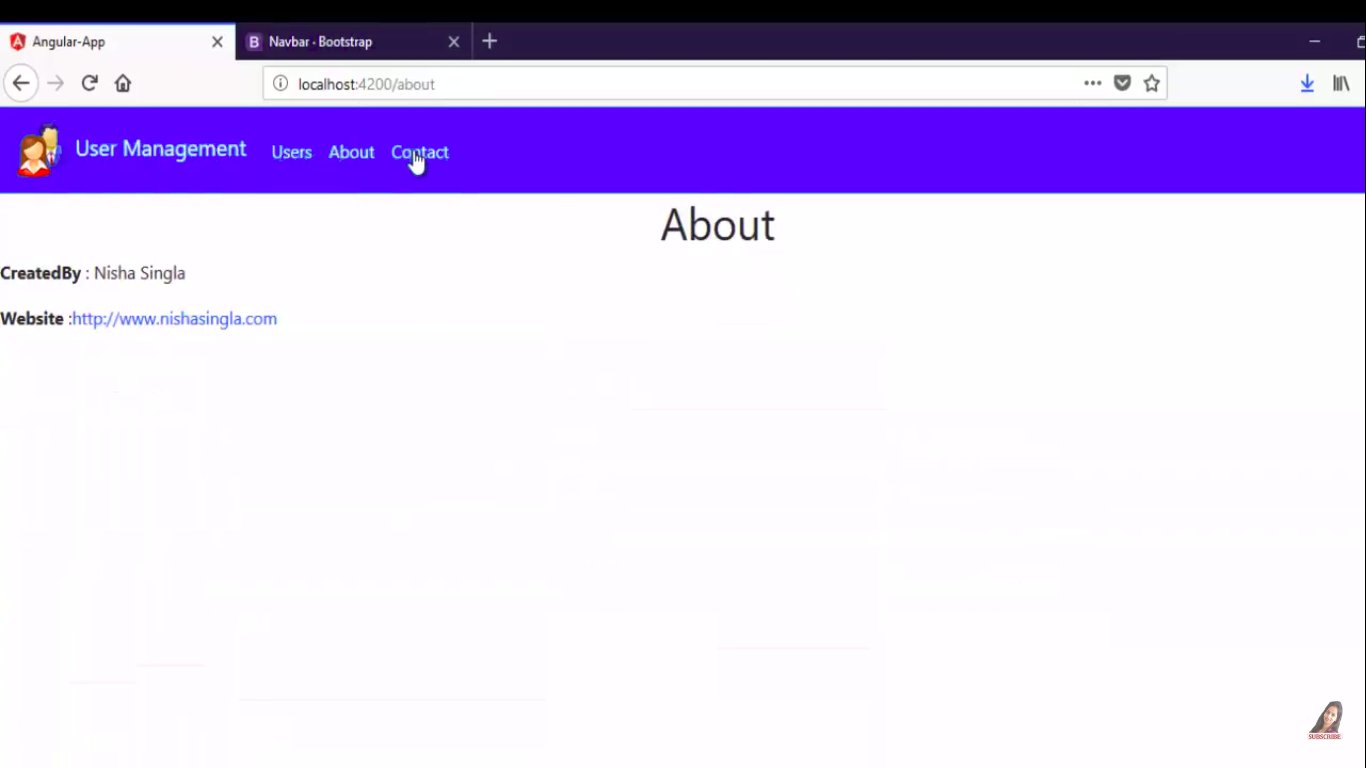 Angular-App
Navbar · Bootstrap
localhost:4200/about
User Management
Users
About
Contact
About
CreatedBy : Nisha Singla
Website :http://www.nishasingla.com
SUBSCRIBE